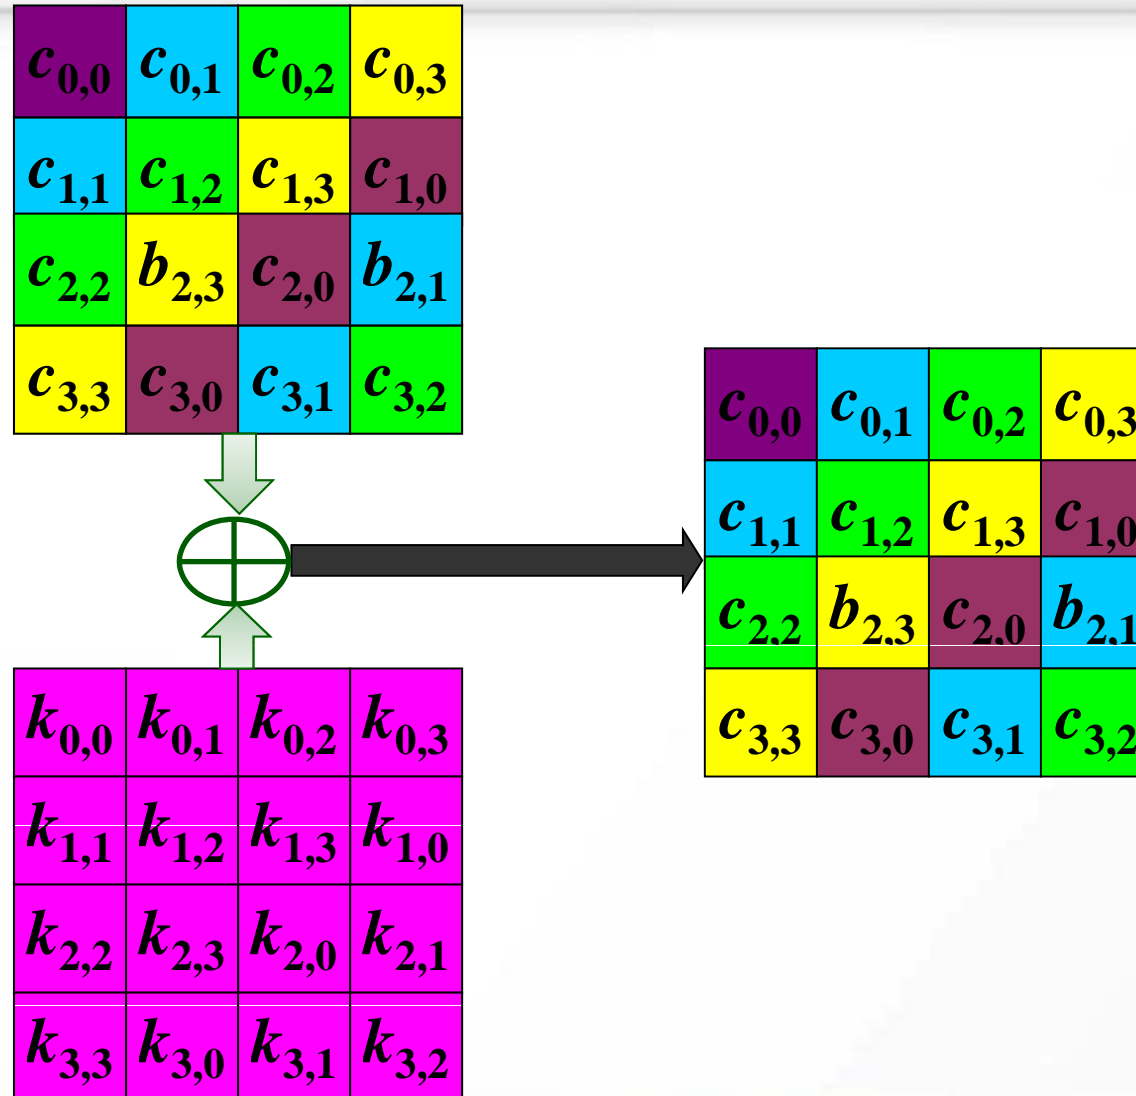 c0,0 c0,1 c0,2 c0,3
c1,1 c1,2 c1,3 c1,0
c2,2 b2,3 c2,0 b2,1
c3,3 c3,0 c3,1 c3,2
c0,0 c0,1 c0,2 c0,3
c1,1 c1,2 c1,3 c1,0
c2,2 b2,3 c2,0 b2,1
c3,3 c3,0 c3,1 c3,2
k0,0 k0,1 k0,2 k0,3
k1,1 k1,2 k1,3 k1,0
k2,2 k2,3 k2,0 k2,1
k3,3 k3,0 k3,1 k3,2